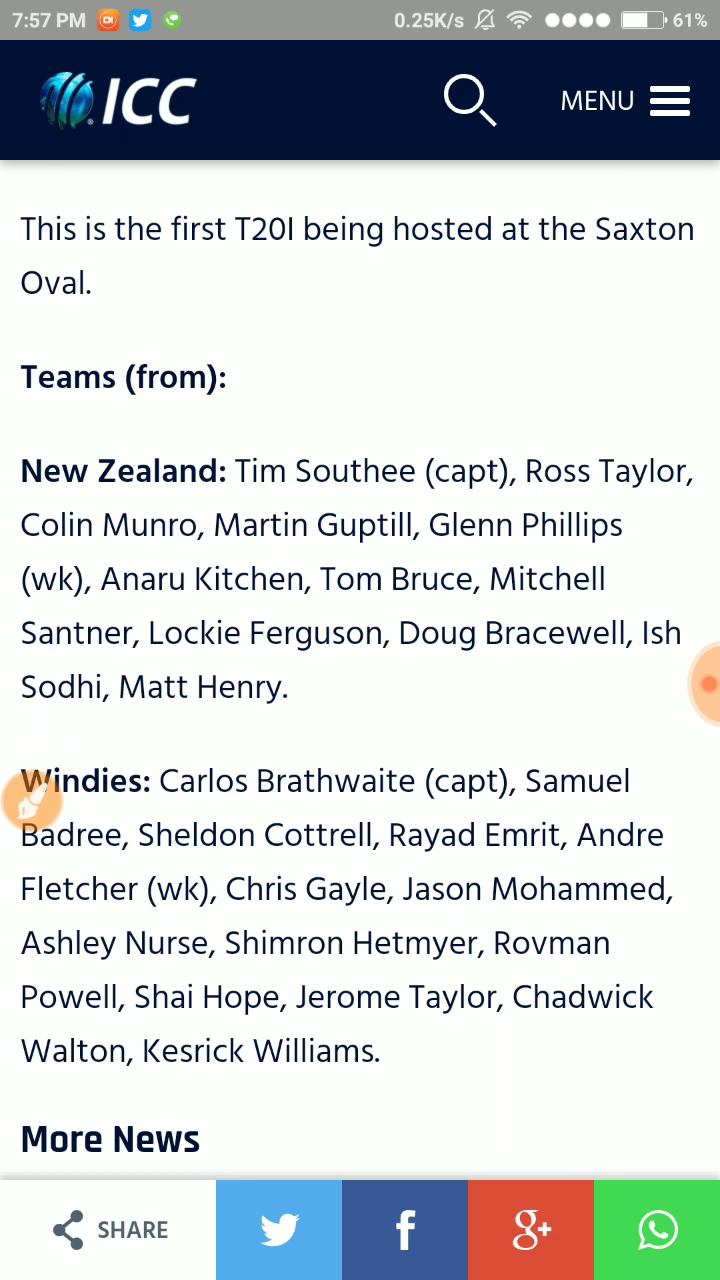 7:57 PM 0.25K/s 61%
ICC MENU
This is the first T20I being hosted at the Saxton
Oval.
Teams (from):
New Zealand: Tim Southee (capt), Ross Taylor,
Colin Munro, Martin Guptill, Glenn Phillips
(wk), Anaru Kitchen, Tom Bruce, Mitchell
Santner, Lockie Ferguson, Doug Bracewell, Ish
Sodhi, Matt Henry.
Windies: Carlos Brathwaite (capt), Samuel
Badree, Sheldon Cottrell, Rayad Emrit, Andre
Fletcher (wk), Chris Gayle, Jason Mohammed,
Ashley Nurse, Shimron Hetmyer, Rovman
Powell, Shai Hope, Jerome Taylor, Chadwick
Walton, Kesrick Williams.
More News
SHARE f g+